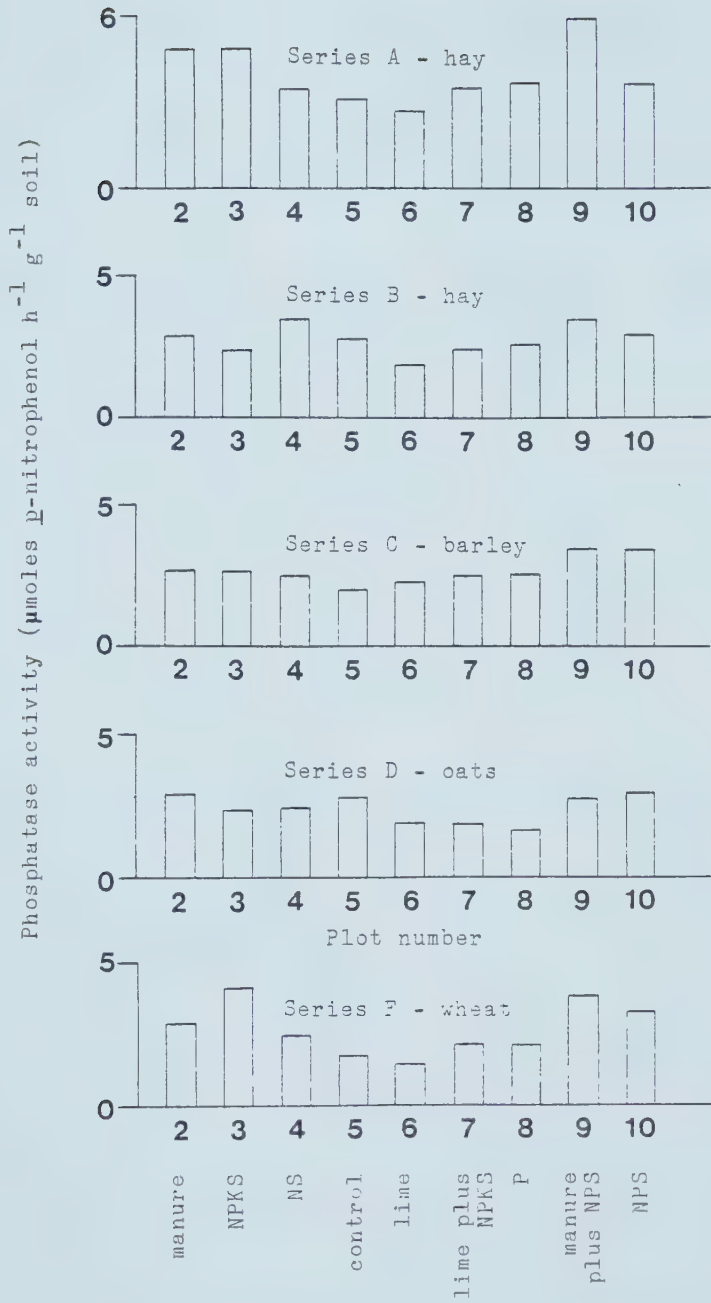 Phosphatase activity (µmoles p-nitrophenol h⁻¹ g⁻¹ soil)
6
Series A - hay
0
2 3 4 5 6 7 8 9 10
5
Series B - hay
0
2 3 4 5 6 7 8 9 10
5
Series C - barley
0
2 3 4 5 6 7 8 9 10
5
Series D - oats
0
2 3 4 5 6 7 8 9 10
Plot number
5
Series F - wheat
0
2 3 4 5 6 7 8 9 10
manure
NPKS
NS
control
lime
lime plus
NPKS
P
manure
plus NPS
NPS